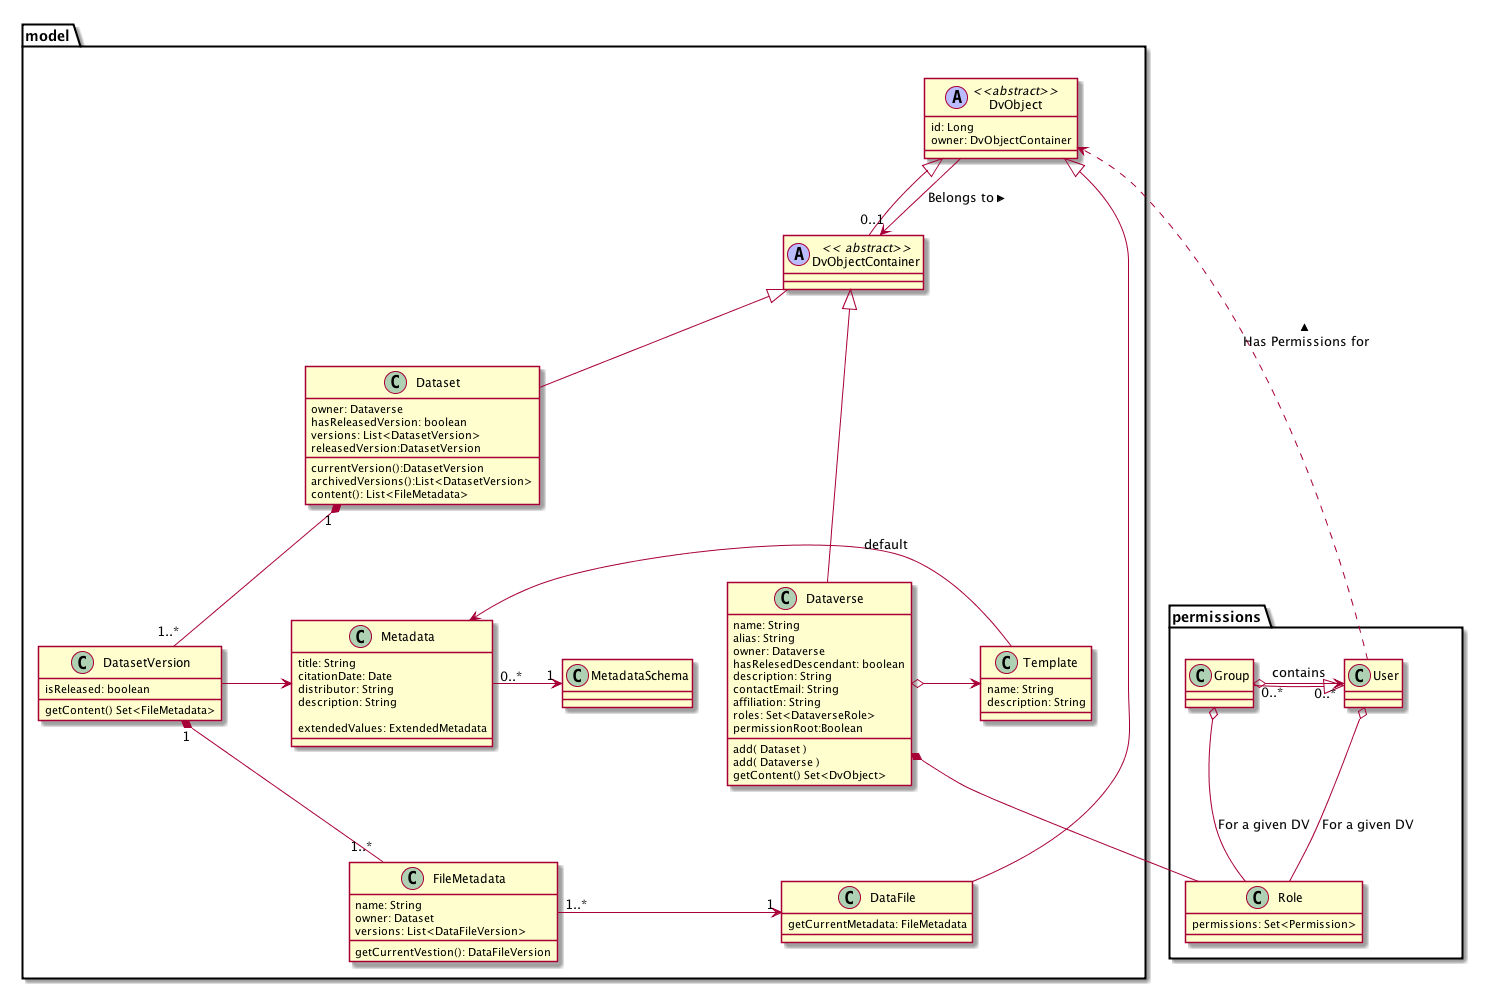 model
A
<<abstract>>
DvObject
id: Long
owner: DvObjectContainer
Belongs to ►
0..1
A
<< abstract>>
DvObjectContainer
▲
Has Permissions for
C Dataset
owner: Dataverse
hasReleasedVersion: boolean
versions: List<DatasetVersion>
releasedVersion:DatasetVersion
currentVersion():DatasetVersion
archivedVersions():List<DatasetVersion>
content(): List<FileMetadata>
1
1..*
default
C DatasetVersion
isReleased: boolean
getContent() Set<FileMetadata>
1
1..*
C Metadata
title: String
citationDate: Date
distributor: String
description: String
extendedValues: ExtendedMetadata
0..*
1
C MetadataSchema
C Dataverse
name: String
alias: String
owner: Dataverse
hasRelesedDescendant: boolean
description: String
contactEmail: String
affiliation: String
roles: Set<DataverseRole>
permissionRoot:Boolean
add( Dataset )
add( Dataverse )
getContent() Set<DvObject>
C Template
name: String
description: String
permissions
C Group
contains
0..*
0..*
C User
For a given DV
For a given DV
C FileMetadata
name: String
owner: Dataset
versions: List<DataFileVersion>
getCurrentVestion(): DataFileVersion
1..*
1
C DataFile
getCurrentMetadata: FileMetadata
C Role
permissions: Set<Permission>